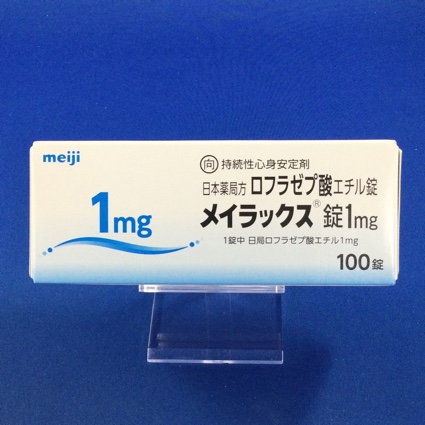 meiji
1mg
向 持続性心身安定剤
日本薬局方 ロフラゼプ酸エチル錠
メイラックス®錠1mg
1錠中 日局ロフラゼプ酸エチル1mg
100錠